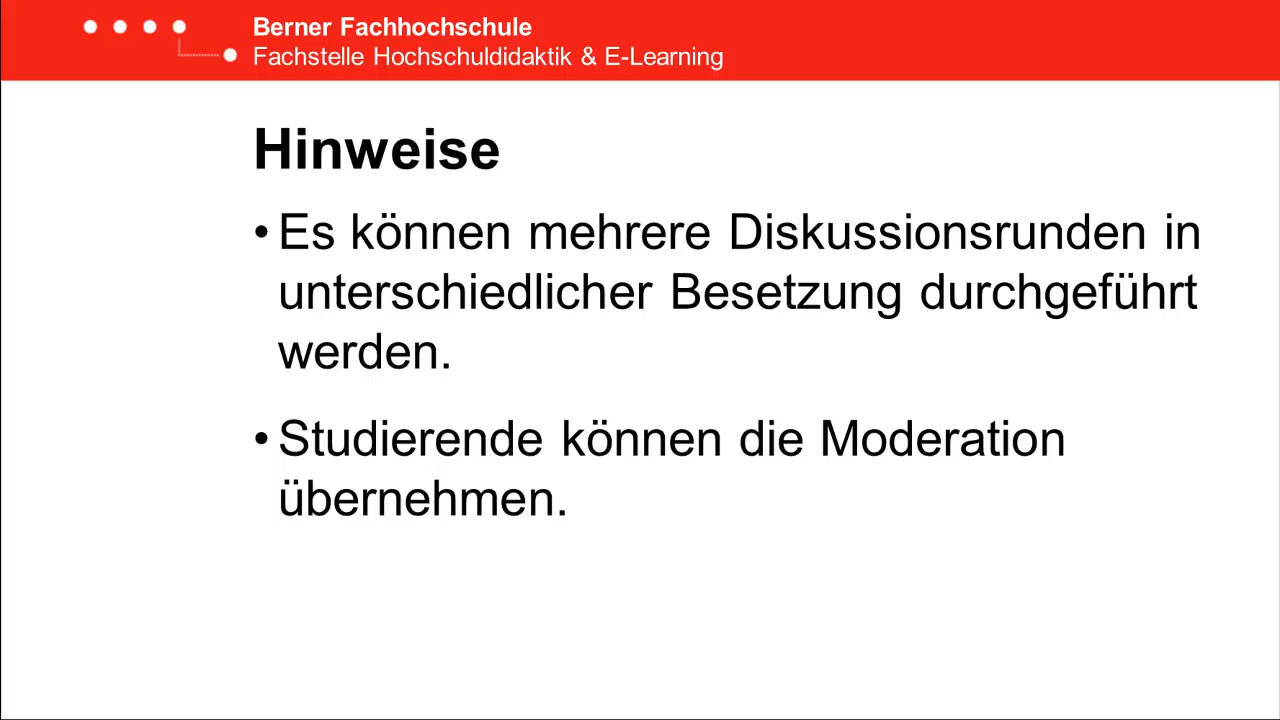 Berner Fachhochschule
Fachstelle Hochschuldidaktik & E-Learning
Hinweise
• Es können mehrere Diskussionsrunden in
unterschiedlicher Besetzung durchgeführt
werden.
• Studierende können die Moderation
übernehmen.